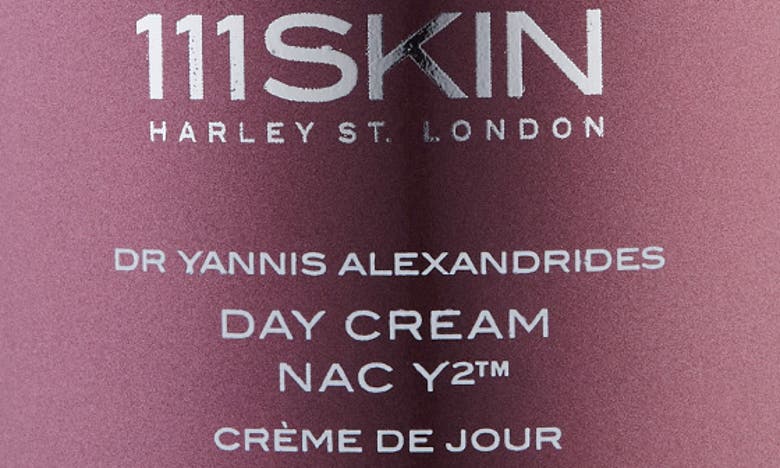 111SKIN
HARLEY ST. LONDON
DR YANNIS ALEXANDRIDES
DAY CREAM
NAC Y2™
CRÈME DE JOUR